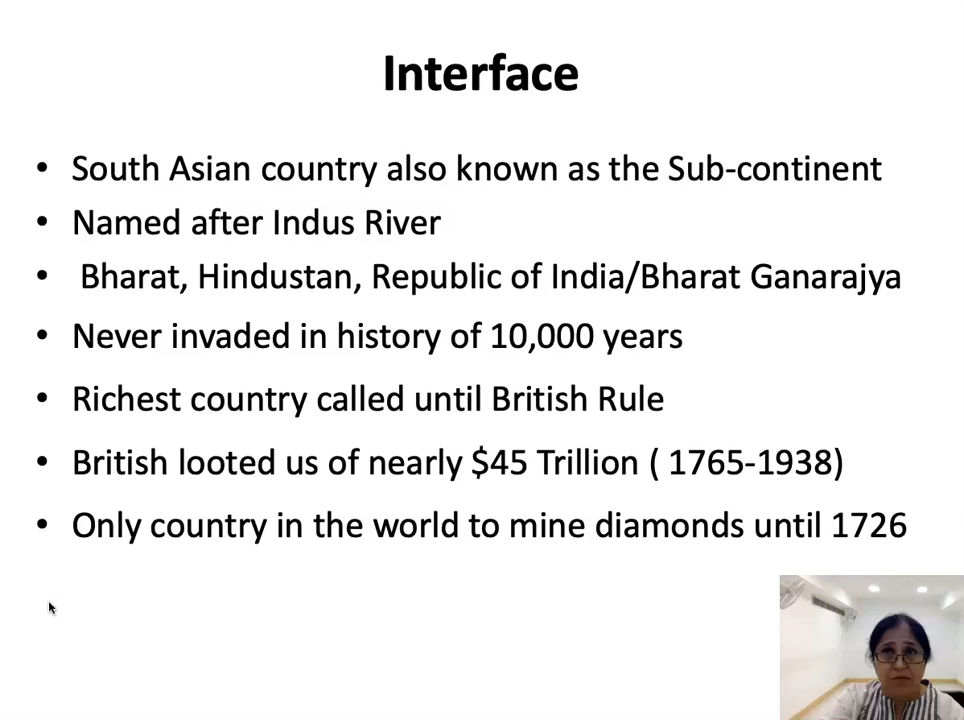 Interface
• South Asian country also known as the Sub-continent
• Named after Indus River
• Bharat, Hindustan, Republic of India/Bharat Ganarajya
• Never invaded in history of 10,000 years
• Richest country called until British Rule
• British looted us of nearly $45 Trillion ( 1765-1938)
• Only country in the world to mine diamonds until 1726